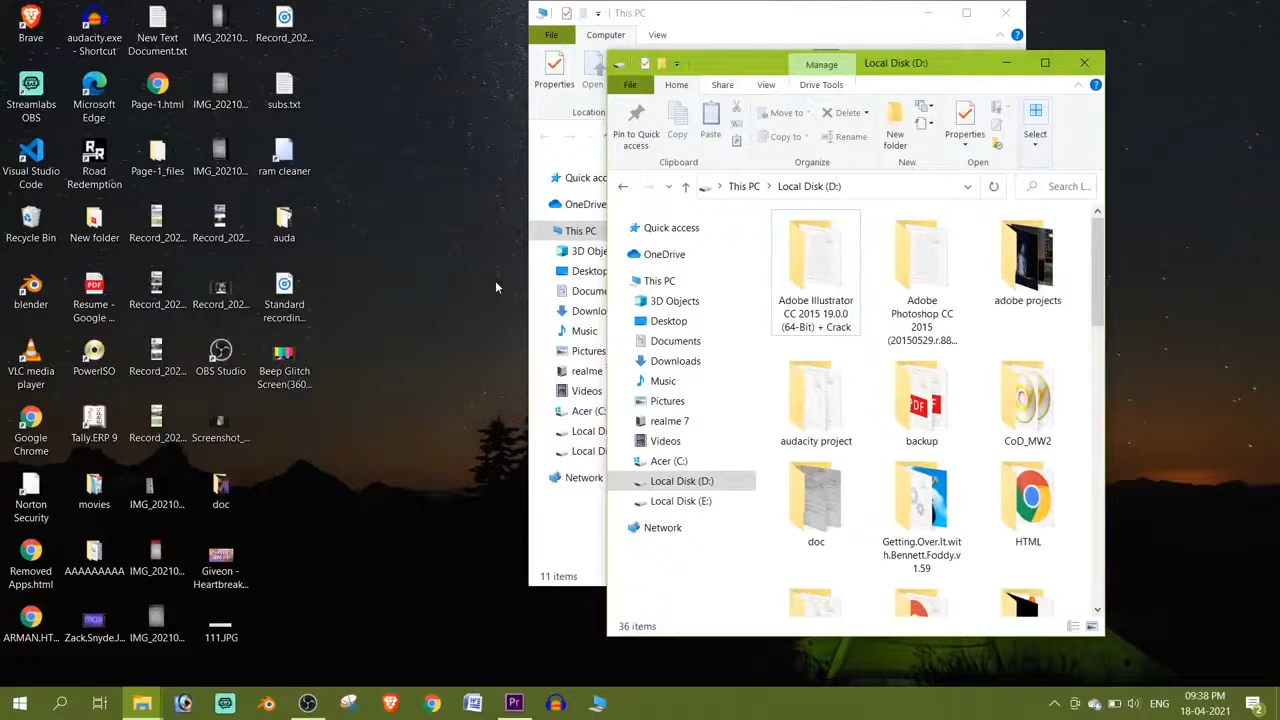 Brave
audacity.exe
- Shortcut
New Text
Document.txt
IMG_20210...
Record_202...
Streamlabs
OBS
Microsoft
Edge
Page-1.html
IMG_20210...
subs.txt
Visual Studio
Code
Road
Redemption
Page-1_files
IMG_20210...
ram cleaner
Recycle Bin
New folder
Record_202...
Record_202...
auda
blender
Resume -
Google ...
Record_202...
Record_202...
Standard
recordin...
VLC media
player
PowerISO
Record_202...
OBS Studio
Beep Glitch
Screen(360...
Google
Chrome
Tally.ERP 9
Record_202...
Screenshot_...
Norton
Security
movies
IMG_20210...
doc
Removed
Apps.html
AAAAAAAA
IMG_20210...
Giveon -
Heartbreak...
ARMAN.HT...
Zack.Snyde.J...
IMG_20210...
111.JPG
This PC
File
Computer
View
Properties
Open
Location
Quick acc
OneDrive
This PC
3D Obje
Desktop
Docume
Downlo
Music
Pictures
realme 7
Videos
Acer (C:
Local D
Local D
Network
11 items
Manage
Local Disk (D:)
File
Home
Share
View
Drive Tools
Pin to Quick
access
Copy
Paste
Move to
Copy to
Delete
Rename
New
folder
Properties
Select
Clipboard
Organize
New
Open
This PC
Local Disk (D:)
Search L...
Quick access
OneDrive
This PC
3D Objects
Desktop
Documents
Downloads
Music
Pictures
realme 7
Videos
Acer (C:)
Local Disk (D:)
Local Disk (E:)
Network
Adobe Illustrator
CC 2015 19.0.0
(64-Bit) + Crack
Adobe
Photoshop CC
2015
(20150529.r.88...
adobe projects
audacity project
backup
CoD_MW2
doc
Getting.Over.It.wit
h.Bennett.Foddy.v
1.59
HTML
36 items
ENG
09:38 PM
18-04-2021
2